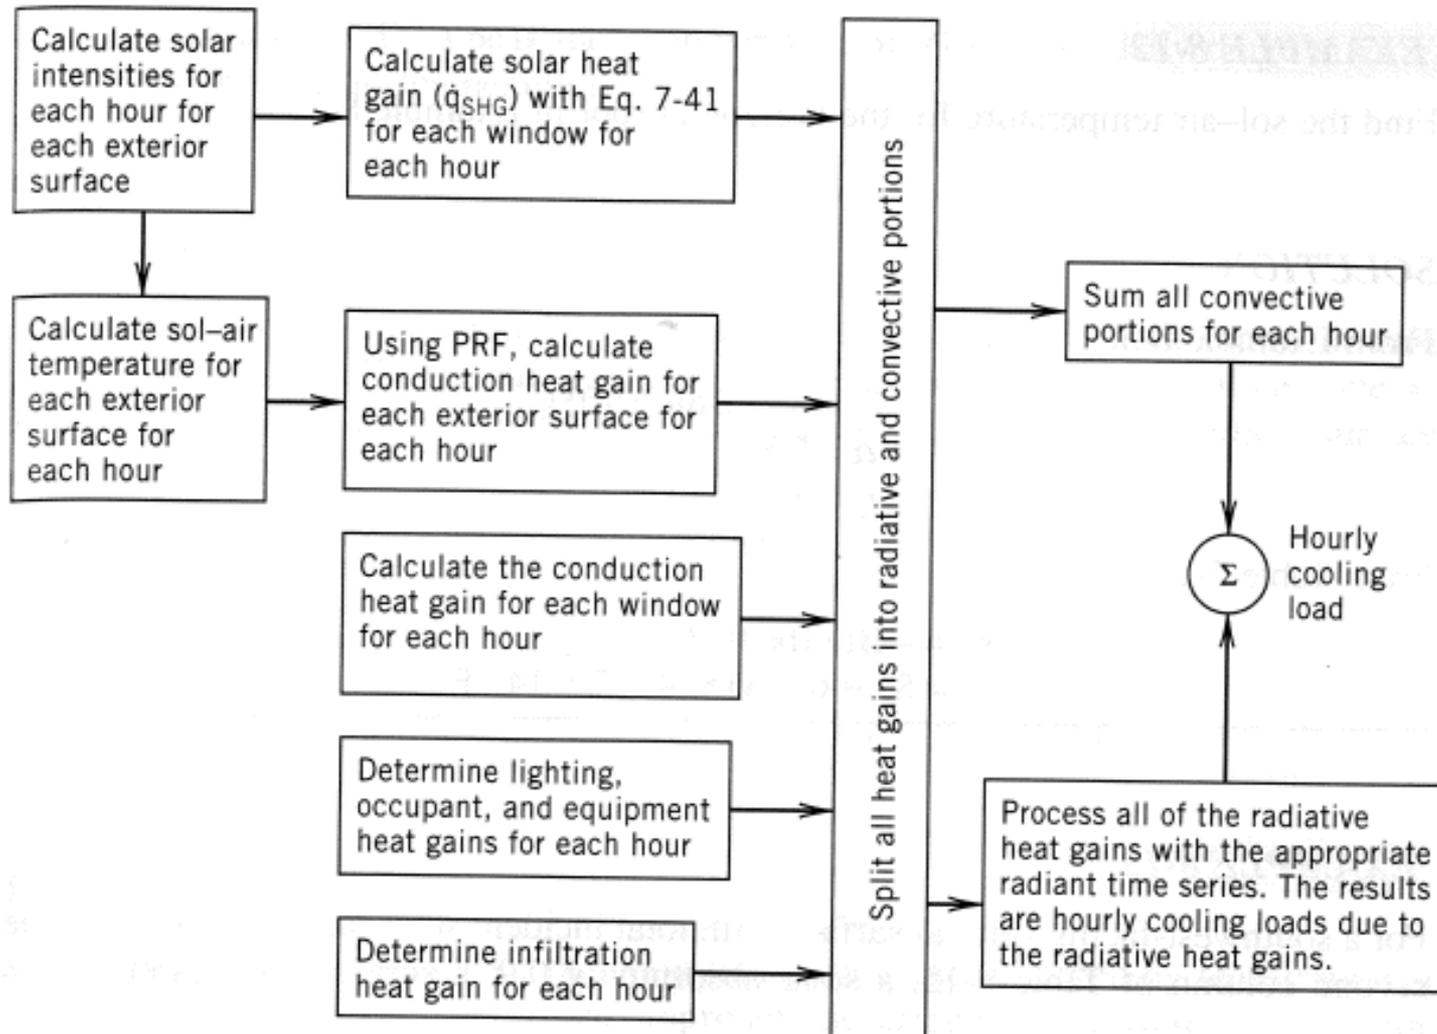 Calculate solar
intensities for
each hour for
each exterior
surface
Calculate solar heat
gain (q̇SHG) with Eq. 7-41
for each window for
each hour
Calculate sol–air
temperature for
each exterior
surface for
each hour
Using PRF, calculate
conduction heat gain for
each exterior surface for
each hour
Calculate the conduction
heat gain for each window
for each hour
Determine lighting,
occupant, and equipment
heat gains for each hour
Determine infiltration
heat gain for each hour
Split all heat gains into radiative and convective portions
Sum all convective
portions for each hour
Σ
Hourly
cooling
load
Process all of the radiative
heat gains with the appropriate
radiant time series. The results
are hourly cooling loads due to
the radiative heat gains.